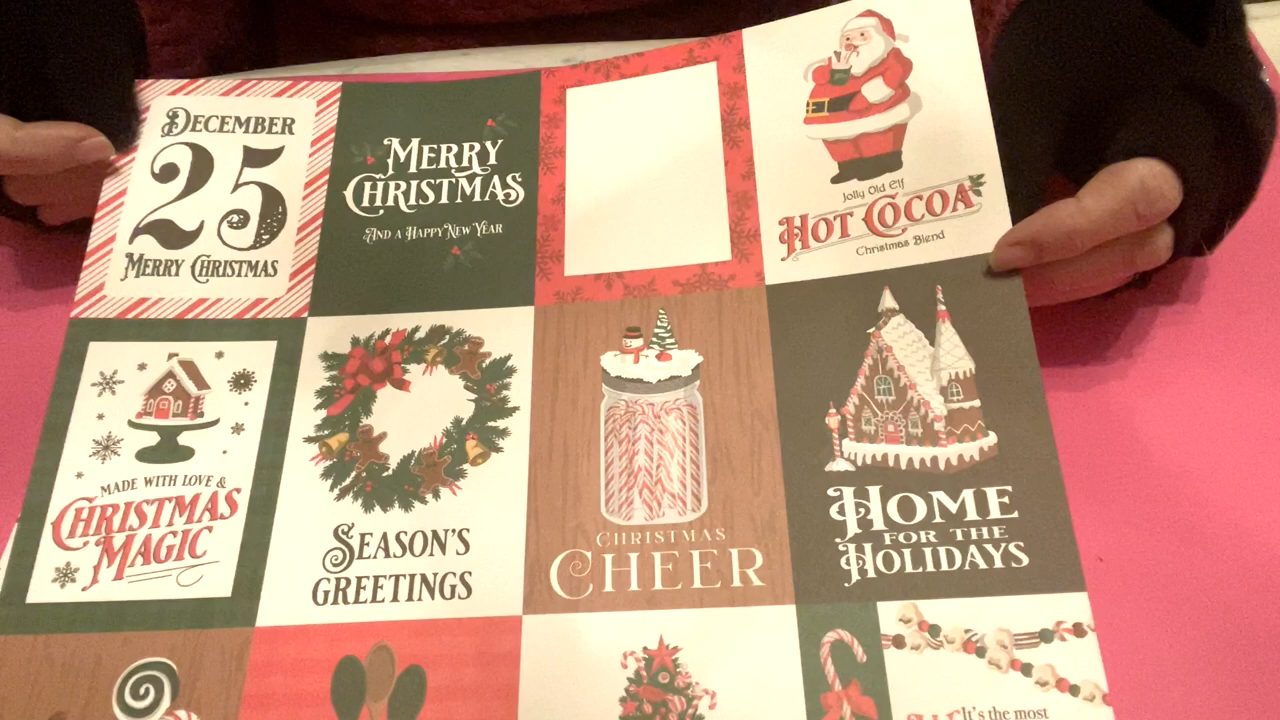 DECEMBER
25
MERRY CHRISTMAS
MERRY
CHRISTMAS
AND A HAPPY NEW YEAR
Jolly Old Elf
HOT COCOA
Christmas Blend
MADE WITH LOVE &
CHRISTMAS
MAGIC
SEASON'S
GREETINGS
CHRISTMAS
CHEER
HOME
FOR THE
HOLIDAYS
It's the most